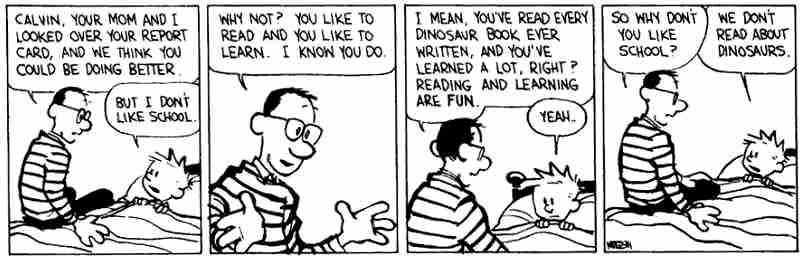 CALVIN, YOUR MOM AND I
LOOKED OVER YOUR REPORT
CARD, AND WE THINK YOU
COULD BE DOING BETTER.
BUT I DON'T
LIKE SCHOOL.
WHY NOT? YOU LIKE TO
READ AND YOU LIKE TO
LEARN. I KNOW YOU DO.
I MEAN, YOU'VE READ EVERY
DINOSAUR BOOK EVER
WRITTEN, AND YOU'VE
LEARNED A LOT, RIGHT?
READING AND LEARNING
ARE FUN.
YEAH..
SO WHY DON'T
YOU LIKE
SCHOOL?
WE DON'T
READ ABOUT
DINOSAURS.